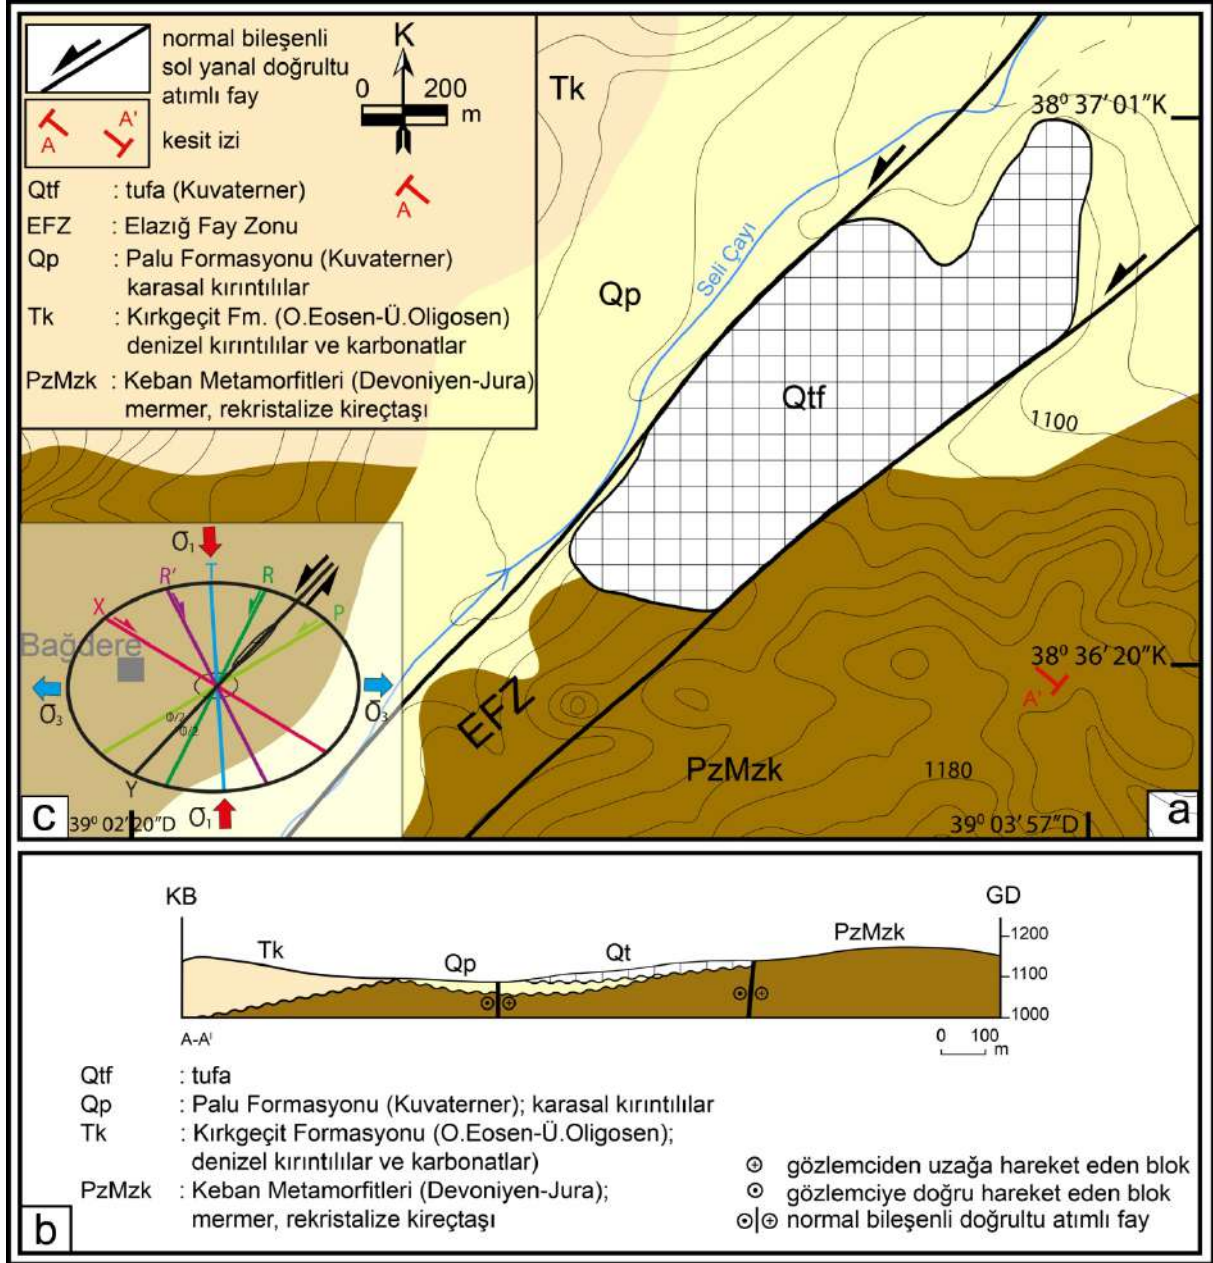 normal bileşenli
sol yanal doğrultu
atımlı fay
K
0 200
m
A A'
kesit izi
Qtf : tufa (Kuvaterner)
EFZ : Elazığ Fay Zonu
Qp : Palu Formasyonu (Kuvaterner)
karasal kırıntılılar
Tk : Kırkgeçit Fm. (O.Eosen-Ü.Oligosen)
denizel kırıntılılar ve karbonatlar
PzMzk : Keban Metamorfitleri (Devoniyen-Jura)
mermer, rekristalize kireçtaşı
A
Tk
38⁰ 37' 01"K
Seli Çayı
Qp
Qtf
1100
38⁰ 36' 20"K
A'
EFZ
PzMzk
1180
39⁰ 03' 57"D
a
σ₁
R' R
X P
Bağdere
σ₃ σ₃
Φ/2
Φ/2
Y
σ₁
c
39⁰ 02' 20"D
KB GD
Tk Qp Qt PzMzk
1200
1100
1000
A-A'
0 100
m
Qtf : tufa
Qp : Palu Formasyonu (Kuvaterner); karasal kırıntılılar
Tk : Kırkgeçit Formasyonu (O.Eosen-Ü.Oligosen);
denizel kırıntılılar ve karbonatlar)
PzMzk : Keban Metamorfitleri (Devoniyen-Jura);
mermer, rekristalize kireçtaşı
⊕ gözlemciden uzağa hareket eden blok
⊙ gözlemciye doğru hareket eden blok
⊙|⊕ normal bileşenli doğrultu atımlı fay
b